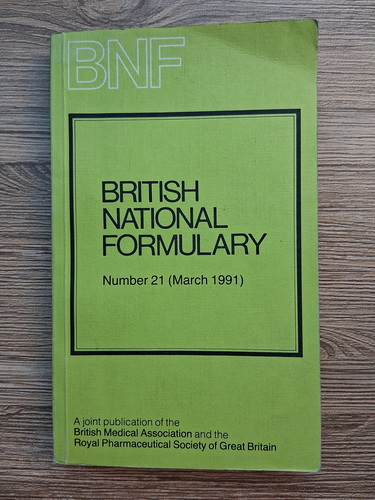 BNF
BRITISH
NATIONAL
FORMULARY
Number 21 (March 1991)
A joint publication of the
British Medical Association and the
Royal Pharmaceutical Society of Great Britain